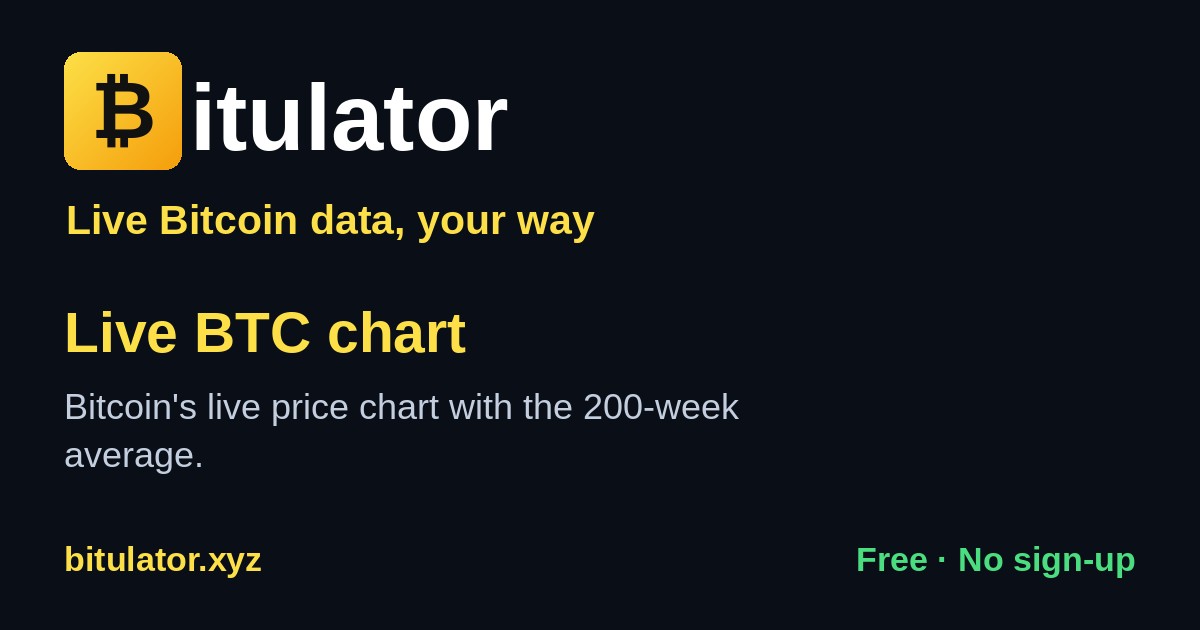 ₿itulator
Live Bitcoin data, your way
Live BTC chart
Bitcoin's live price chart with the 200-week
average.
bitulator.xyz
Free · No sign-up